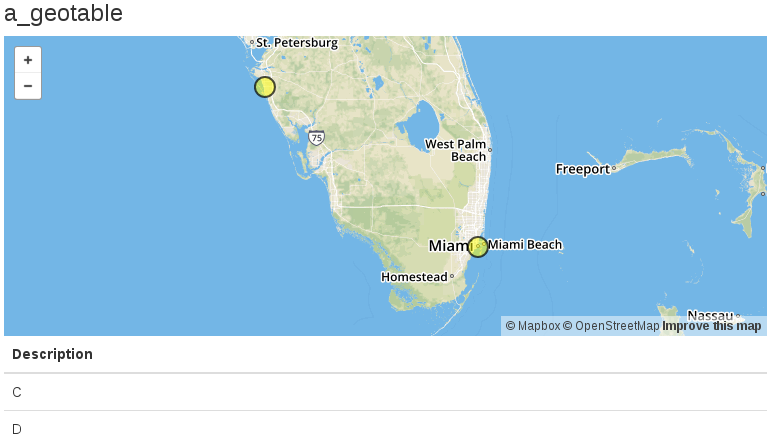 a_geotable
St. Petersburg
+
−
75
West Palm
Beach
Freeport
Miami
Miami Beach
Homestead
Nassau
© Mapbox © OpenStreetMap Improve this map
Description
C
D